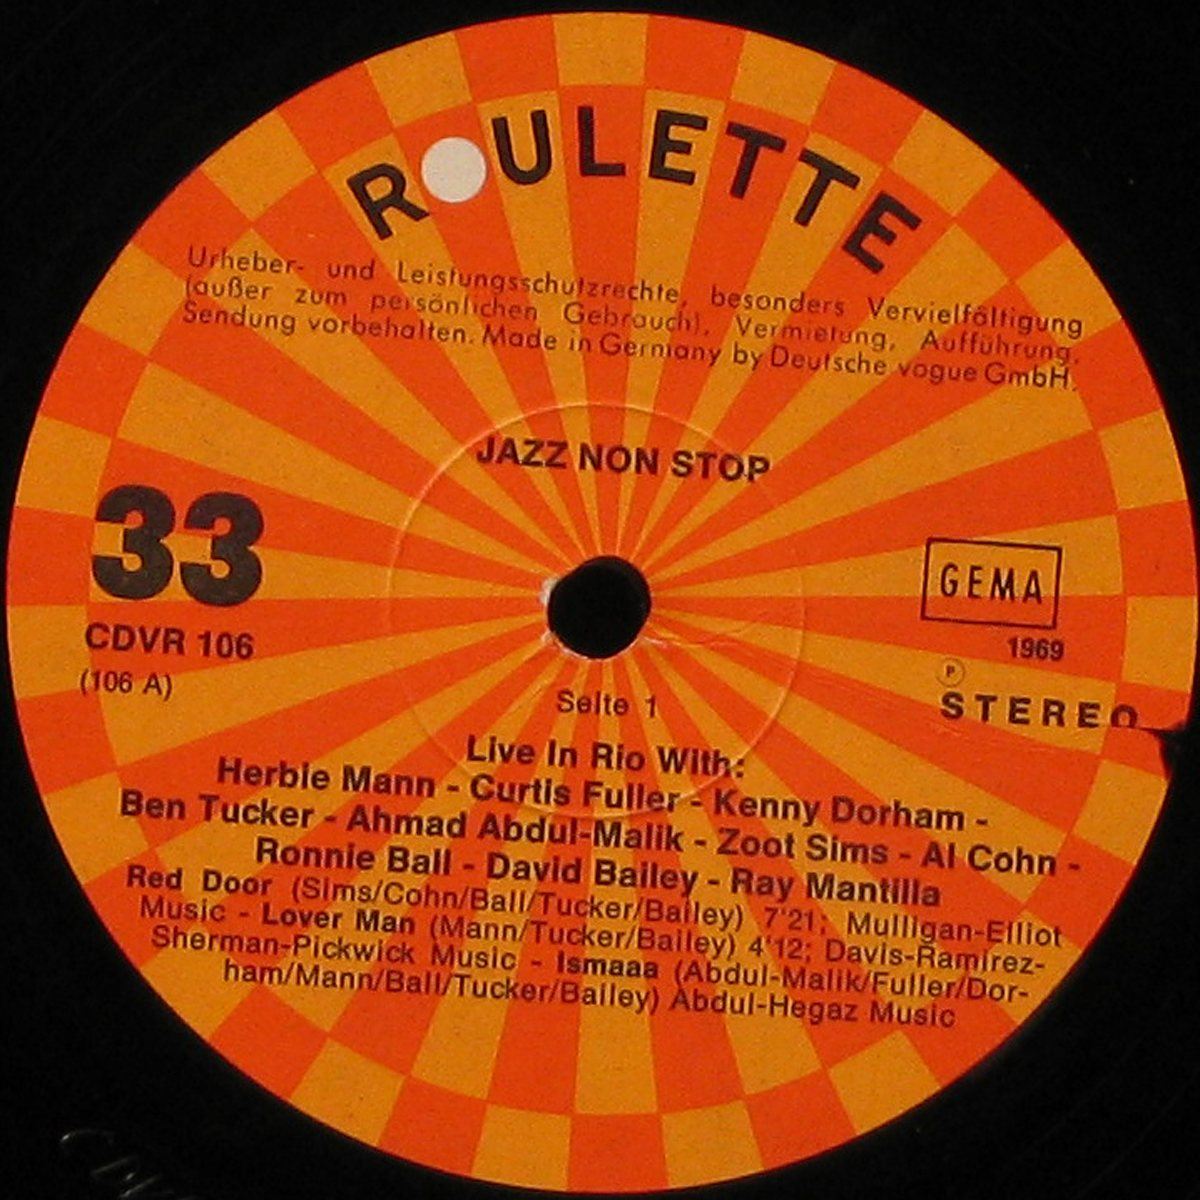 ROULETTE
Urheber- und Leistungsschutzrechte, besonders Vervielfältigung
(außer zum persönlichen Gebrauch), Vermietung, Aufführung,
Sendung vorbehalten. Made in Germany by Deutsche vogue GmbH.
JAZZ NON STOP
33
GEMA
CDVR 106
1969
(106 A)
P
STEREO
Seite 1
Live In Rio With:
Herbie Mann - Curtis Fuller - Kenny Dorham -
Ben Tucker - Ahmad Abdul-Malik - Zoot Sims - Al Cohn -
Ronnie Ball - David Bailey - Ray Mantilla
Red Door (Sims/Cohn/Ball/Tucker/Bailey) 7'21; Mulligan-Elliot
Music - Lover Man (Mann/Tucker/Bailey) 4'12; Davis-Ramirez-
Sherman-Pickwick Music - Ismaaa (Abdul-Malik/Fuller/Dor-
ham/Mann/Ball/Tucker/Bailey) Abdul-Hegaz Music